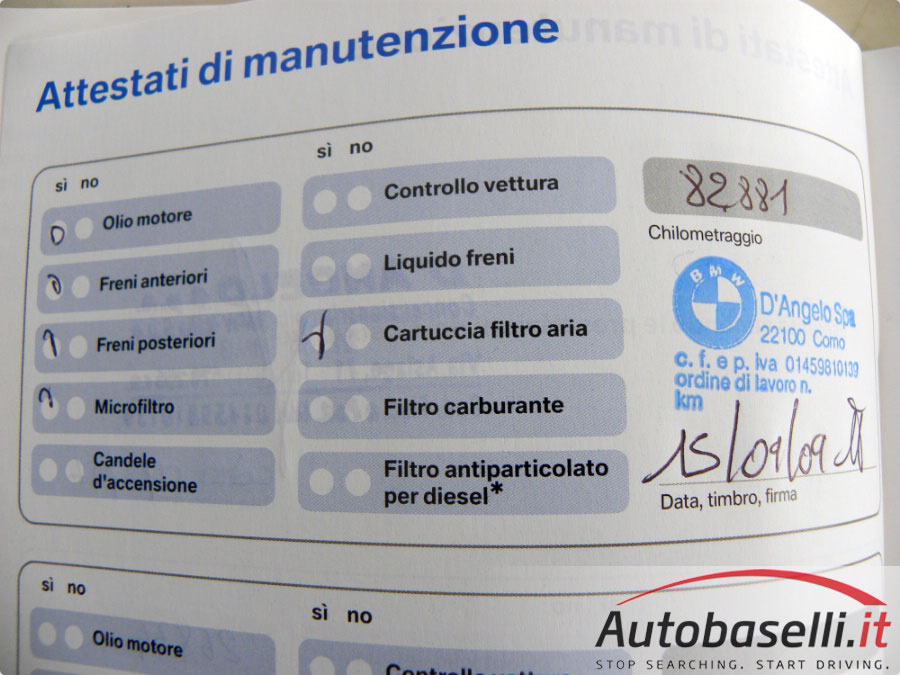 Attestati di manutenzione
sì no
Olio motore
Freni anteriori
Freni posteriori
Microfiltro
Candele
d'accensione
sì no
Controllo vettura
Liquido freni
Cartuccia filtro aria
Filtro carburante
Filtro antiparticolato
per diesel*
82881
Chilometraggio
BMW
D'Angelo Spa
22100 Como
c. f. e p. iva 01459810139
ordine di lavoro n.
km
15/09/09
Data, timbro, firma
sì no
Olio motore
sì no
Controllo vettura
Autobaselli.it
STOP SEARCHING. START DRIVING.